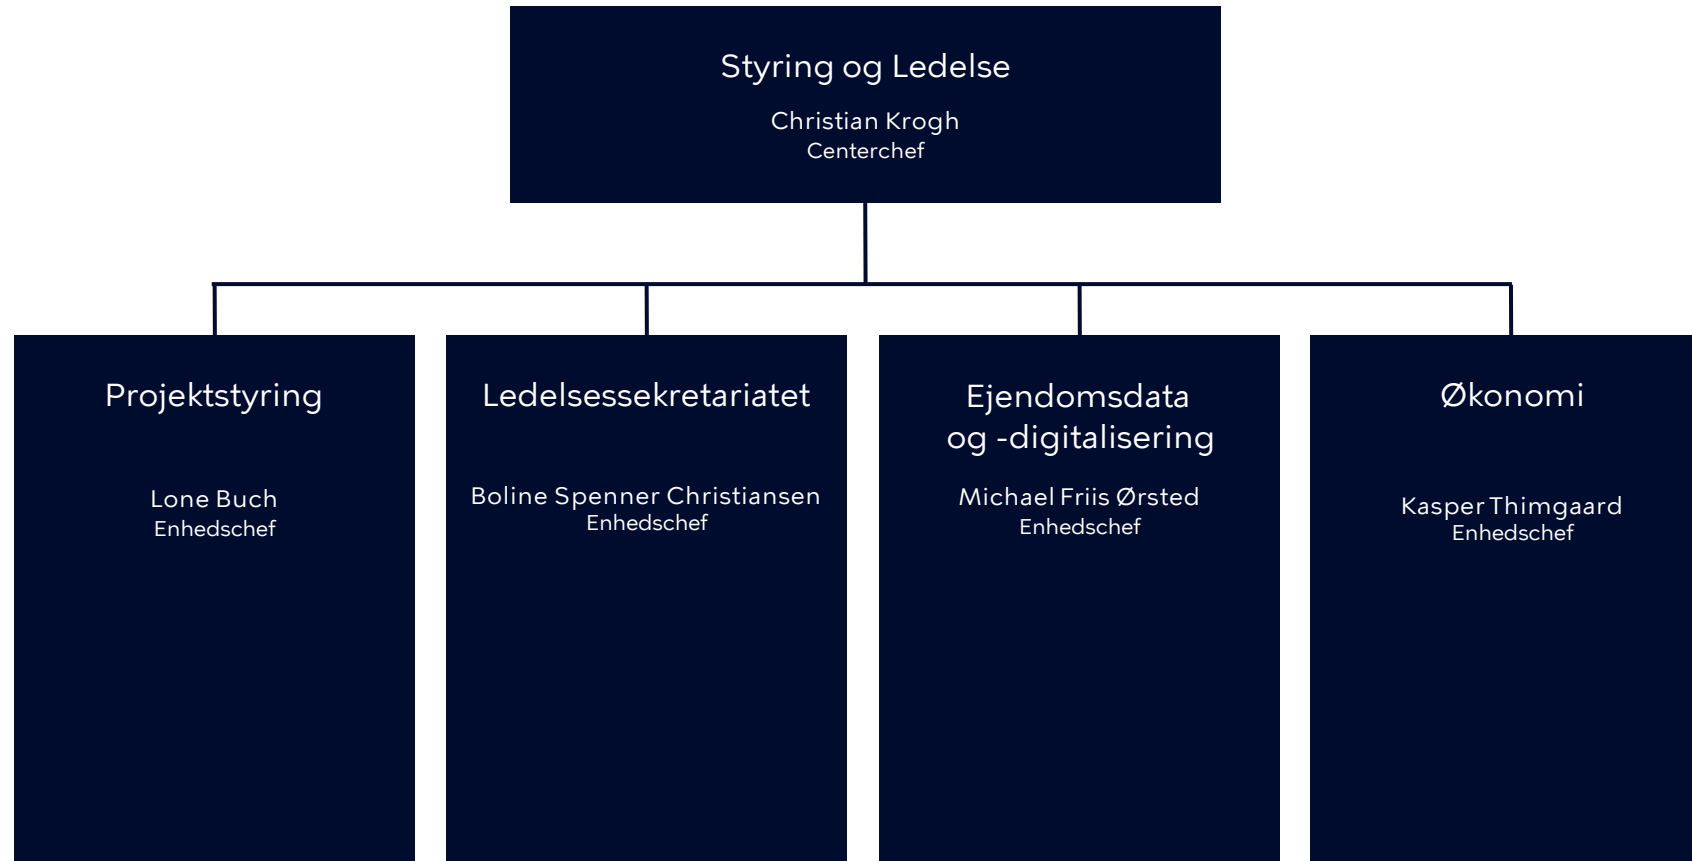 Styring og Ledelse
Christian Krogh
Centerchef
Projektstyring
Lone Buch
Enhedschef
Ledelsessekretariatet
Boline Spenner Christiansen
Enhedschef
Ejendomsdata
og -digitalisering
Michael Friis Ørsted
Enhedschef
Økonomi
Kasper Thimgaard
Enhedschef